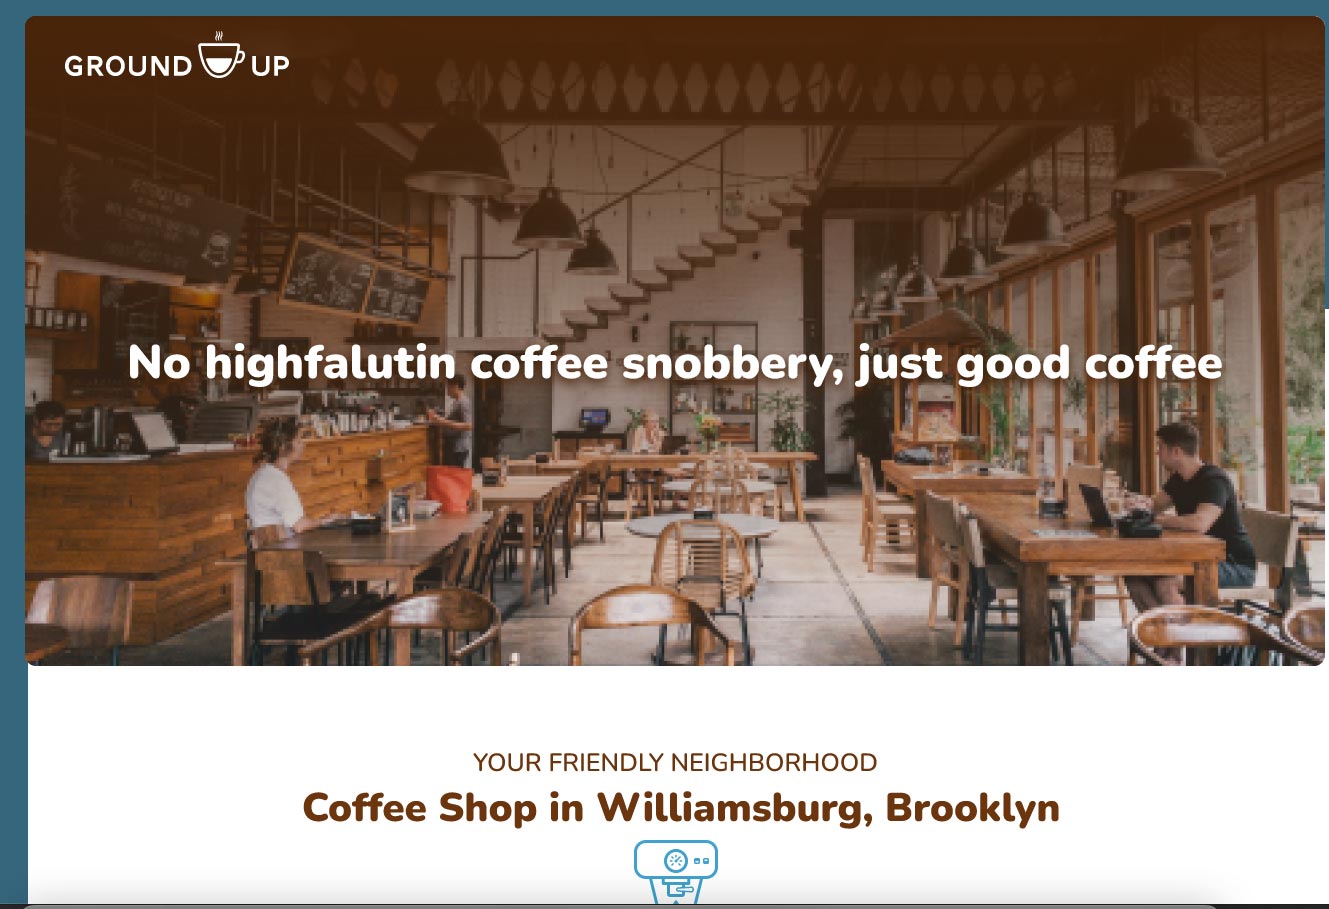 GROUND UP
No highfalutin coffee snobbery, just good coffee
YOUR FRIENDLY NEIGHBORHOOD
Coffee Shop in Williamsburg, Brooklyn